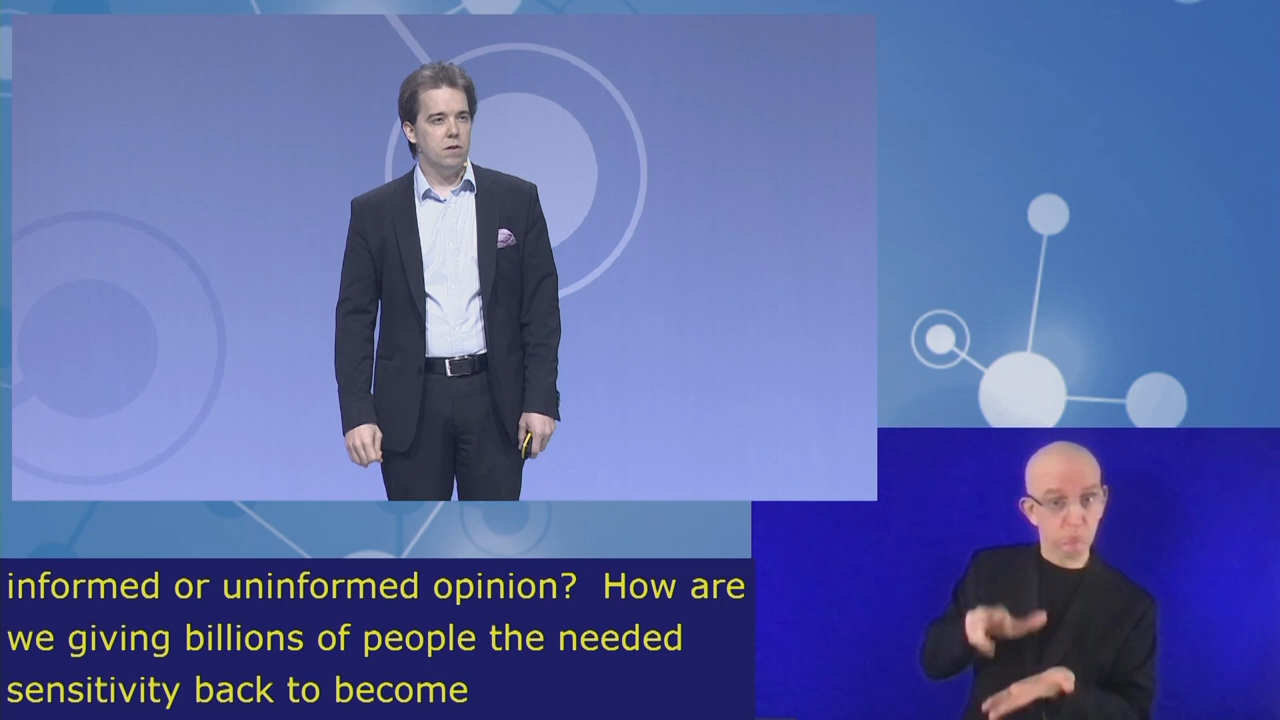 informed or uninformed opinion?  How are
we giving billions of people the needed
sensitivity back to become